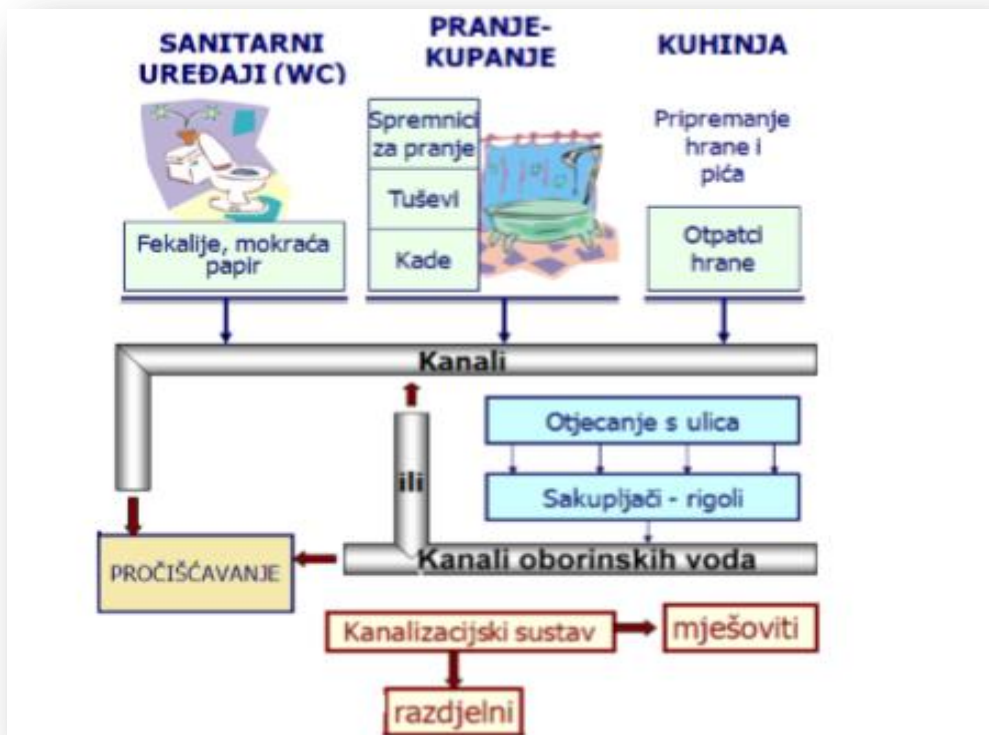 SANITARNI
UREĐAJI (WC)
PRANJE-
KUPANJE
KUHINJA
Spremnici
za pranje
Tuševi
Kade
Pripremanje
hrane i
pića
Fekalije, mokraća
papir
Otpatci
hrane
Kanali
Otjecanje s ulica
ili
Sakupljači - rigoli
Kanali oborinskih voda
PROČIŠĆAVANJE
Kanalizacijski sustav
mješoviti
razdjelni